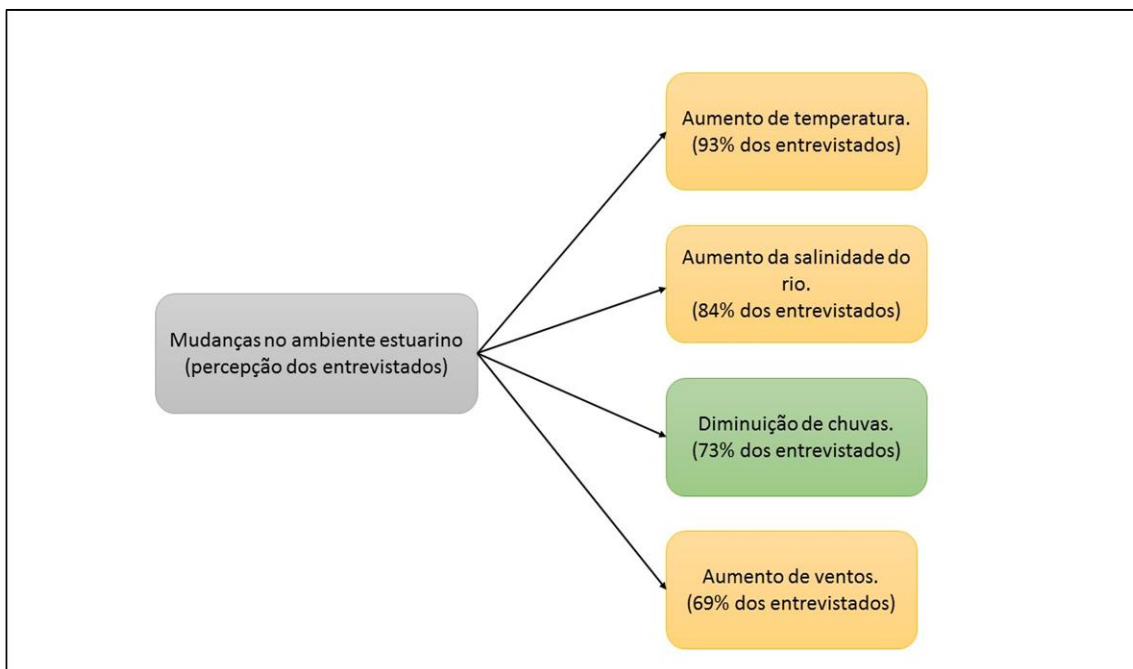 Aumento de temperatura.
(93% dos entrevistados)
Aumento da salinidade do
rio.
(84% dos entrevistados)
Mudanças no ambiente estuarino
(percepção dos entrevistados)
Diminuição de chuvas.
(73% dos entrevistados)
Aumento de ventos.
(69% dos entrevistados)